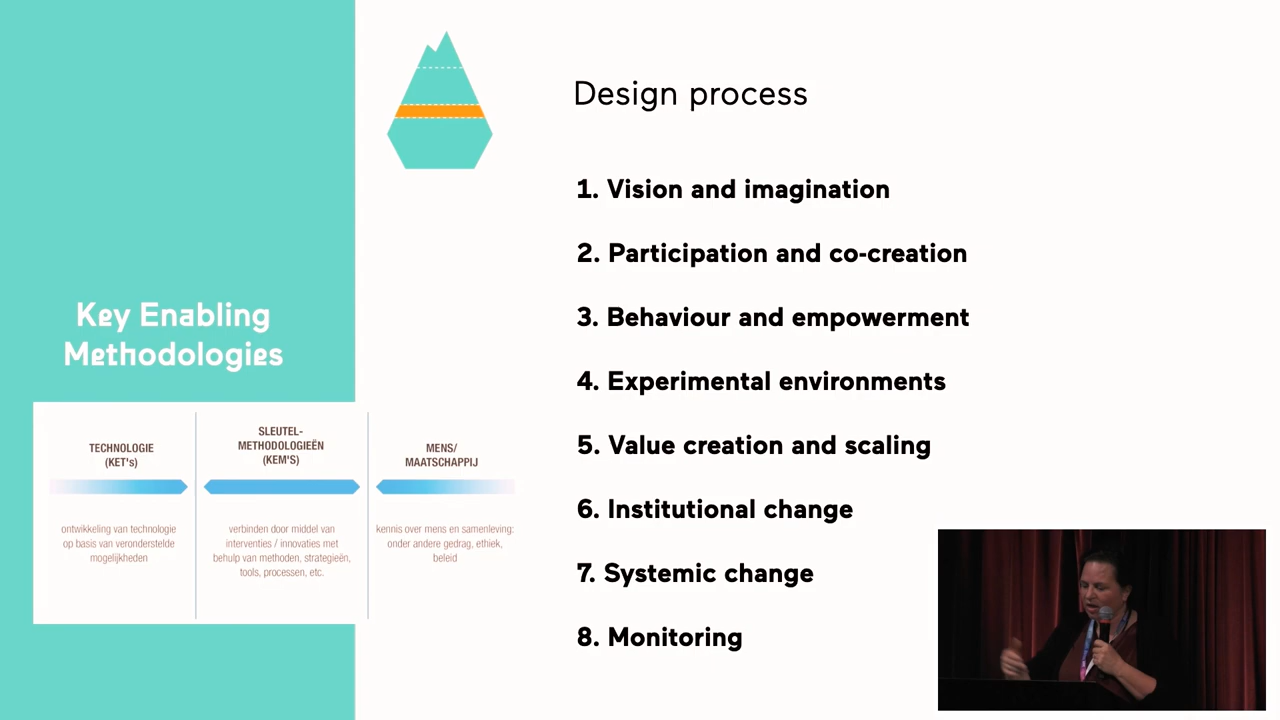 Design process
1. Vision and imagination
2. Participation and co-creation
3. Behaviour and empowerment
4. Experimental environments
5. Value creation and scaling
6. Institutional change
7. Systemic change
8. Monitoring
Key Enabling
Methodologies
TECHNOLOGIE
(KET's)
ontwikkeling van technologie
op basis van veronderstelde
mogelijkheden
SLEUTEL-
METHODOLOGIEËN
(KEM'S)
verbinden door middel van
interventies / innovaties met
behulp van methoden, strategieën,
tools, processen, etc.
MENS/
MAATSCHAPPIJ
kennis over mens en samenleving:
onder andere gedrag, ethiek,
beleid